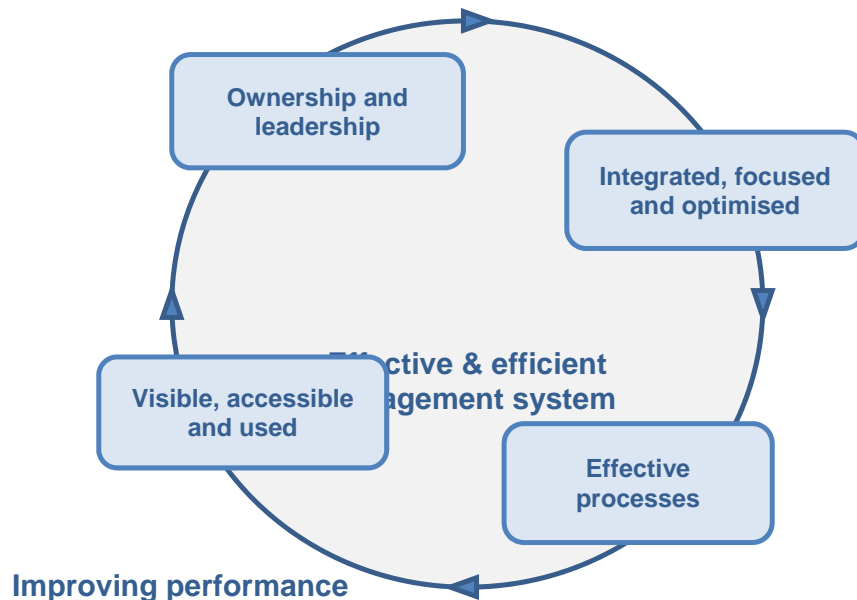 Ownership and
leadership
Integrated, focused
and optimised
& efficient
system
Visible, accessible
and used
Effective
processes
Improving performance